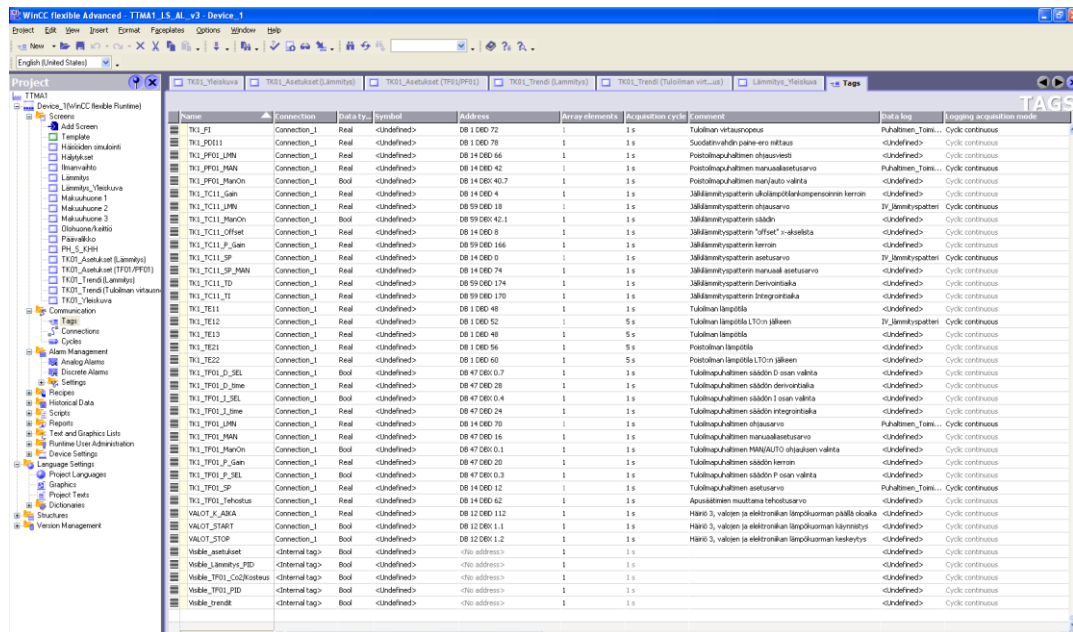 WinCC flexible Advanced - TTMA1_LS_AL_v3 - Device_1
Project Edit View Insert Format Faceplates Options Window Help
New
English (United States)
Project
TK01_Yleiskuva TK01_Asetukset (Lämmitys) TK01_Asetukset (TF01/PF01) TK01_Trendi (Lammitys) TK01_Trendi (Tuloilman virt...us) Lämmitys_Yleiskuva Tags
TAGS
TTMA1
Device_1(WinCC flexible Runtime)
Screens
Add Screen
Template
Häiriöiden simulointi
Hälytykset
Ilmanvaihto
Lämmitys
Lämmitys_Yleiskuva
Makuuhuone 1
Makuuhuone 2
Makuuhuone 3
Olohuone/keittiö
Päävalikko
PH_S_KHH
TK01_Asetukset (Lämmitys)
TK01_Asetukset (TF01/PF01)
TK01_Trendi (Lammitys)
TK01_Trendi (Tuloilman virtausn
TK01_Yleiskuva
Communication
Tags
Connections
Cycles
Alarm Management
Analog Alarms
Discrete Alarms
Settings
Recipes
Historical Data
Scripts
Reports
Text and Graphics Lists
Runtime User Administration
Device Settings
Language Settings
Project Languages
Graphics
Project Texts
Dictionaries
Structures
Version Management
Name Connection Data ty... Symbol Address Array elements Acquisition cycle Comment Data log Logging acquisition mode
TK1_FI Connection_1 Real <Undefined> DB 1 DBD 72 1 1 s Tuloilman virtausnopeus Puhaltimen_Toimi... Cyclic continuous
TK1_PDI11 Connection_1 Real <Undefined> DB 1 DBD 32 1 1 s Suodatinvahdin paine-ero mittaus <Undefined> Cyclic continuous
TK1_PF01_LMN Connection_1 Real <Undefined> DB 14 DBD 66 1 1 s Poistoilmapuhaltimen ohjausviesti <Undefined> Cyclic continuous
TK1_PF01_MAN Connection_1 Real <Undefined> DB 14 DBD 42 1 1 s Poistoilmapuhaltimen manuaaliasetusarvo Puhaltimen_Toimi... Cyclic continuous
TK1_PF01_ManOn Connection_1 Bool <Undefined> DB 14 DBX 40.7 1 1 s Poistoilmapuhaltimen man/auto valinta <Undefined> Cyclic continuous
TK1_TC11_Gain Connection_1 Real <Undefined> DB 14 DBD 4 1 1 s Jälkilämmityspatterin ulkolämpötilankompensoinnin kerroin <Undefined> Cyclic continuous
TK1_TC11_LMN Connection_1 Real <Undefined> DB 59 DBD 18 1 1 s Jälkilämmityspatterin ohjausarvo IV_lämmityspatteri Cyclic continuous
TK1_TC11_ManOn Connection_1 Bool <Undefined> DB 59 DBX 42.1 1 1 s Jälkilämmityspatterin säädin <Undefined> Cyclic continuous
TK1_TC11_Offset Connection_1 Real <Undefined> DB 14 DBD 8 1 1 s Jälkilämmityspatterin "offset" x-akselista <Undefined> Cyclic continuous
TK1_TC11_P_Gain Connection_1 Real <Undefined> DB 59 DBD 166 1 1 s Jälkilämmityspatterin kerroin <Undefined> Cyclic continuous
TK1_TC11_SP Connection_1 Real <Undefined> DB 14 DBD 0 1 1 s Jälkilämmityspatterin asetusarvo IV_lämmityspatteri Cyclic continuous
TK1_TC11_SP_MAN Connection_1 Real <Undefined> DB 14 DBD 74 1 1 s Jälkilämmityspatterin manuaali asetusarvo <Undefined> Cyclic continuous
TK1_TC11_TD Connection_1 Real <Undefined> DB 59 DBD 174 1 1 s Jälkilämmityspatterin Derivointiaika <Undefined> Cyclic continuous
TK1_TC11_TI Connection_1 Real <Undefined> DB 59 DBD 170 1 1 s Jälkilämmityspatterin Integrointiaika <Undefined> Cyclic continuous
TK1_TE11 Connection_1 Real <Undefined> DB 1 DBD 48 1 1 s Tuloilman lämpötila <Undefined> Cyclic continuous
TK1_TE12 Connection_1 Real <Undefined> DB 1 DBD 52 1 5 s Tuloilman lämpötila LTO:n jälkeen IV_lämmityspatteri Cyclic continuous
TK1_TE13 Connection_1 Real <Undefined> DB 1 DBD 48 1 5 s Tuloilman lämpötila <Undefined> Cyclic continuous
TK1_TE21 Connection_1 Real <Undefined> DB 1 DBD 56 1 5 s Poistoilman lämpötila <Undefined> Cyclic continuous
TK1_TE22 Connection_1 Real <Undefined> DB 1 DBD 60 1 5 s Poistoilman lämpötila LTO:n jälkeen <Undefined> Cyclic continuous
TK1_TF01_D_SEL Connection_1 Bool <Undefined> DB 47 DBX 0.7 1 1 s Tuloilmapuhaltimen säädön D osan valinta <Undefined> Cyclic continuous
TK1_TF01_D_time Connection_1 Real <Undefined> DB 47 DBD 28 1 1 s Tuloilmapuhaltimen säädön derivointiaika <Undefined> Cyclic continuous
TK1_TF01_I_SEL Connection_1 Bool <Undefined> DB 47 DBX 0.4 1 1 s Tuloilmapuhaltimen säädön I osan valinta <Undefined> Cyclic continuous
TK1_TF01_I_time Connection_1 Real <Undefined> DB 47 DBD 24 1 1 s Tuloilmapuhaltimen säädön integrointiaika <Undefined> Cyclic continuous
TK1_TF01_LMN Connection_1 Real <Undefined> DB 14 DBD 70 1 1 s Tuloilmapuhaltimen ohjausarvo Puhaltimen_Toimi... Cyclic continuous
TK1_TF01_MAN Connection_1 Real <Undefined> DB 47 DBD 16 1 1 s Tuloilmapuhaltimen manuaaliasetusarvo <Undefined> Cyclic continuous
TK1_TF01_ManOn Connection_1 Bool <Undefined> DB 47 DBX 0.1 1 1 s Tuloilmapuhaltimen MAN/AUTO ohjauksen valinta <Undefined> Cyclic continuous
TK1_TF01_P_Gain Connection_1 Real <Undefined> DB 47 DBD 20 1 1 s Tuloilmapuhaltimen säädön kerroin <Undefined> Cyclic continuous
TK1_TF01_P_SEL Connection_1 Bool <Undefined> DB 47 DBX 0.3 1 1 s Tuloilmapuhaltimen säädön P osan valinta <Undefined> Cyclic continuous
TK1_TF01_SP Connection_1 Real <Undefined> DB 14 DBD 12 1 1 s Tuloilmapuhaltimen asetusarvo Puhaltimen_Toimi... Cyclic continuous
TK1_TF01_Tehostus Connection_1 Real <Undefined> DB 14 DBD 62 1 1 s Apusäätimien muuttama tehostusarvo <Undefined> Cyclic continuous
VALOT_K_AIKA Connection_1 Real <Undefined> DB 12 DBD 112 1 1 s Häiriö 3, valojen ja elektroniikan lämpökuorman päällä oloaika <Undefined> Cyclic continuous
VALOT_START Connection_1 Bool <Undefined> DB 12 DBX 1.1 1 1 s Häiriö 3, valojen ja elektroniikan lämpökuorman käynnistys <Undefined> Cyclic continuous
VALOT_STOP Connection_1 Bool <Undefined> DB 12 DBX 1.2 1 1 s Häiriö 3, valojen ja elektroniikan lämpökuorman keskeytys <Undefined> Cyclic continuous
Visible_asetukset <Internal tag> Bool <Undefined> <No address> 1 1 s <Undefined> Cyclic continuous
Visible_Lämmitys_PID <Internal tag> Bool <Undefined> <No address> 1 1 s <Undefined> Cyclic continuous
Visible_TF01_Co2/Kosteus <Internal tag> Bool <Undefined> <No address> 1 1 s <Undefined> Cyclic continuous
Visible_TF01_PID <Internal tag> Bool <Undefined> <No address> 1 1 s <Undefined> Cyclic continuous
Visible_trendit <Internal tag> Bool <Undefined> <No address> 1 1 s <Undefined> Cyclic continuous